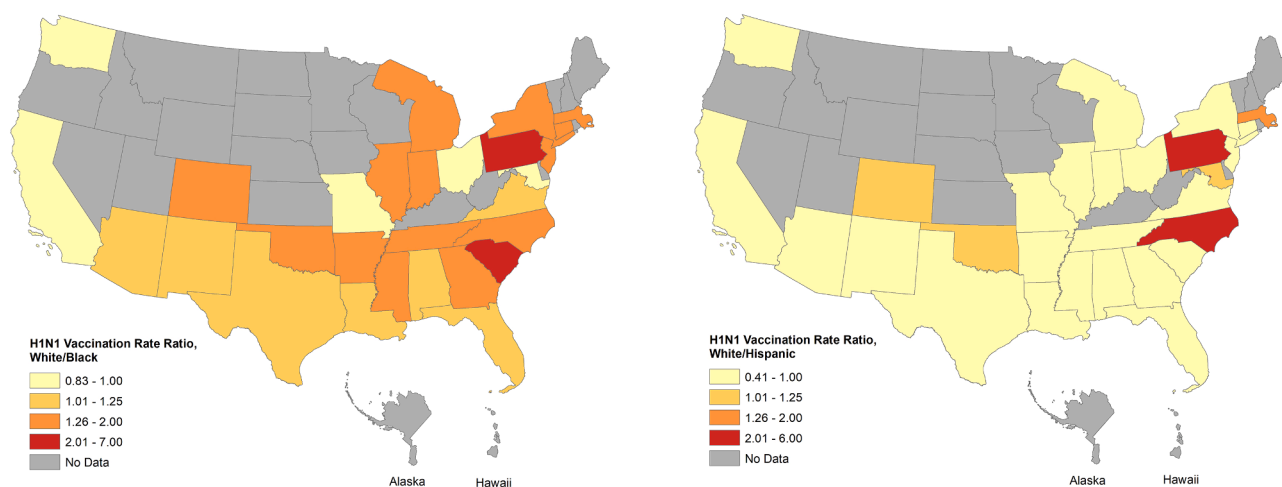 H1N1 Vaccination Rate Ratio,
White/Black
0.83 - 1.00
1.01 - 1.25
1.26 - 2.00
2.01 - 7.00
No Data
Alaska
Hawaii
H1N1 Vaccination Rate Ratio,
White/Hispanic
0.41 - 1.00
1.01 - 1.25
1.26 - 2.00
2.01 - 6.00
No Data
Alaska
Hawaii